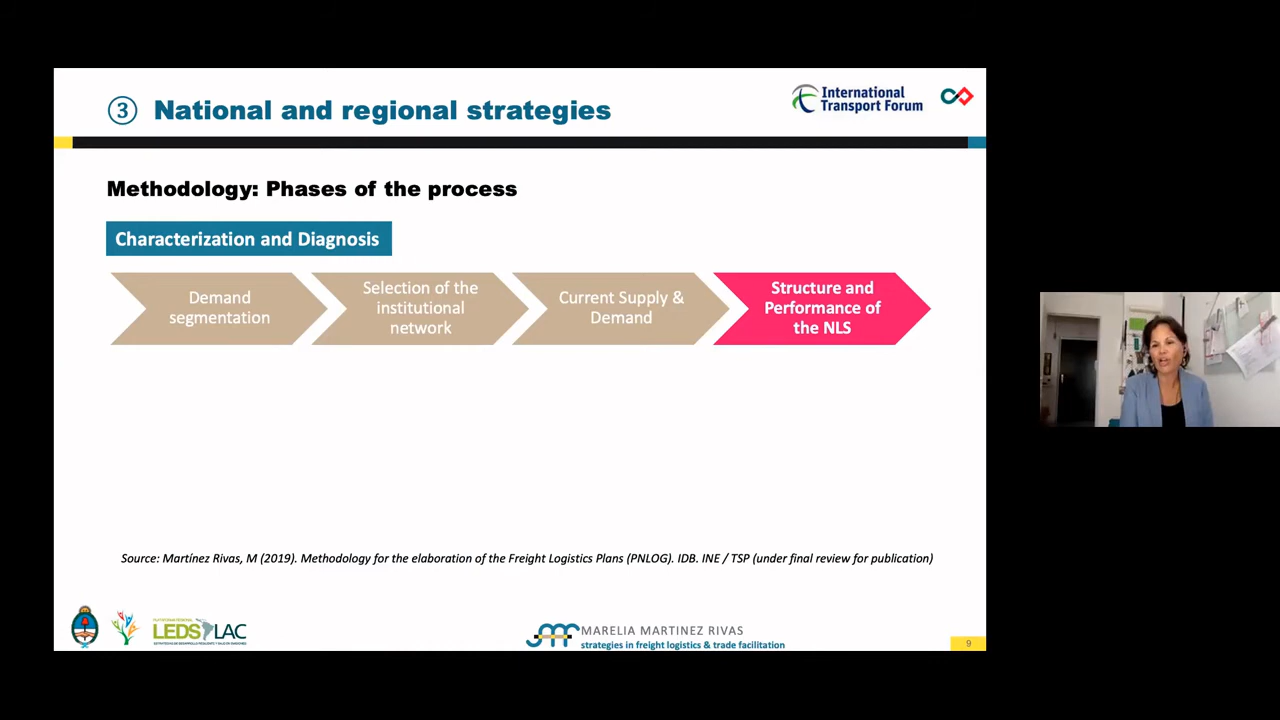 ③ National and regional strategies
International
Transport Forum
Methodology: Phases of the process
Characterization and Diagnosis
Demand
segmentation
Selection of the
institutional
network
Current Supply &
Demand
Structure and
Performance of
the NLS
Source: Martínez Rivas, M (2019). Methodology for the elaboration of the Freight Logistics Plans (PNLOG). IDB. INE / TSP (under final review for publication)
LEDS LAC
MARELIA MARTINEZ RIVAS
strategies in freight logistics & trade facilitation
9